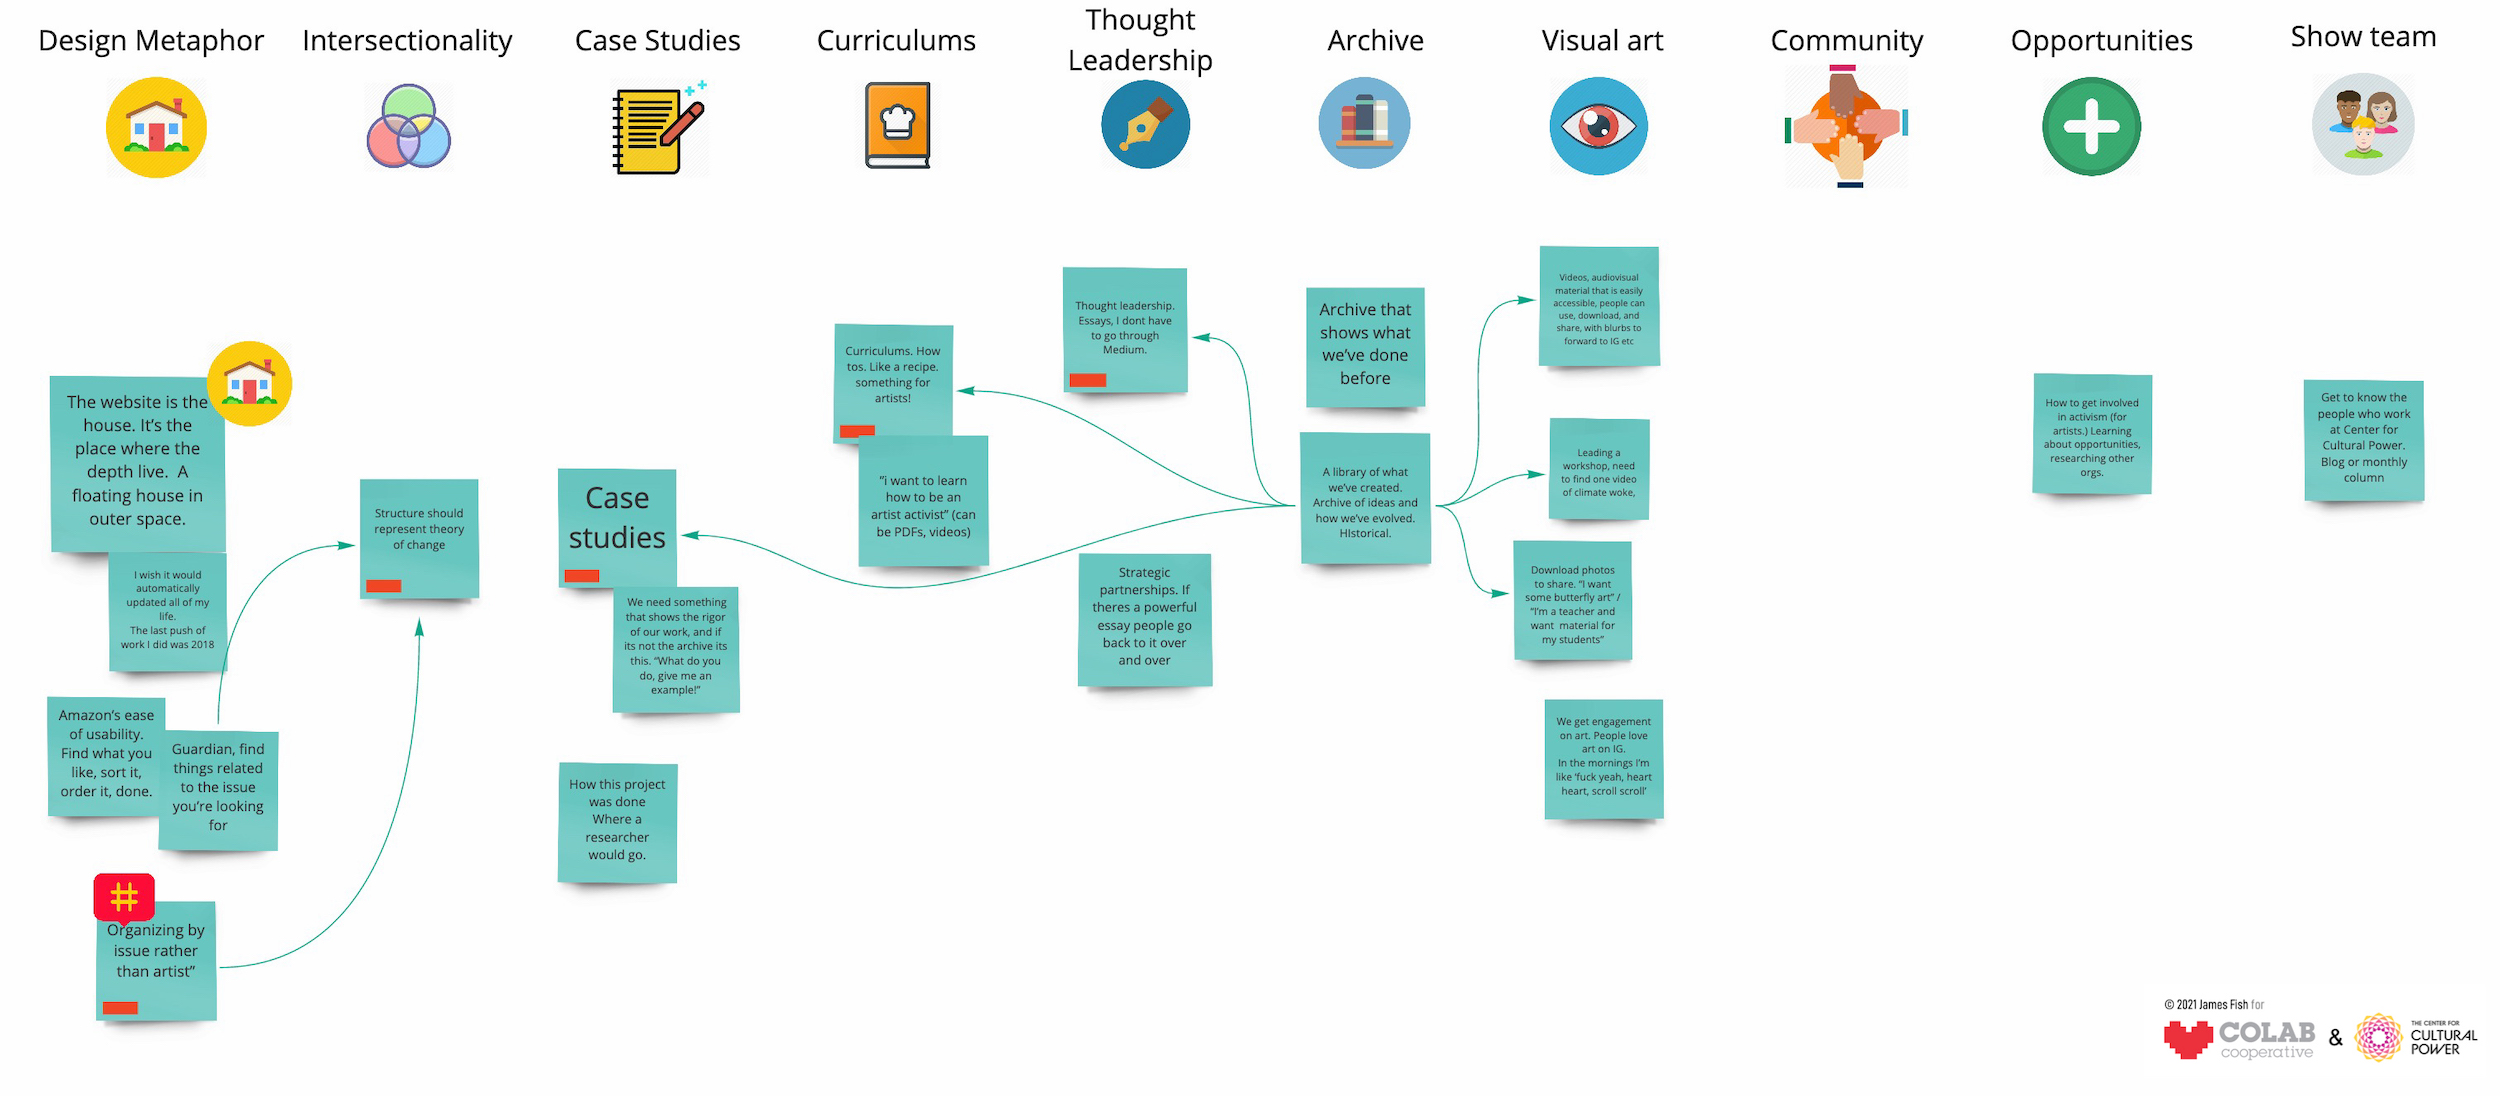 Design Metaphor
Intersectionality
Case Studies
Curriculums
Thought
Leadership
Archive
Visual art
Community
Opportunities
Show team
The website is the
house. It's the
place where the
depth live. A
floating house in
outer space.
I wish it would
automatically
updated all of my
life.
The last push of
work I did was 2018
Amazon's ease
of usability.
Find what you
like, sort it,
order it, done.
Guardian, find
things related
to the issue
you're looking
for
#
Organizing by
issue rather
than artist"
Structure should
represent theory
of change
Case
studies
We need something
that shows the rigor
of our work, and if
its not the archive its
this. "What do you
do, give me an
example!"
How this project
was done
Where a
researcher
would go.
Curriculums. How
tos. Like a recipe.
something for
artists!
"i want to learn
how to be an
artist activist" (can
be PDFs, videos)
Thought leadership.
Essays, I dont have
to go through
Medium.
Strategic
partnerships. If
theres a powerful
essay people go
back to it over
and over
Archive that
shows what
we've done
before
A library of what
we've created.
Archive of ideas and
how we've evolved.
HIstorical.
Videos, audiovisual
material that is easily
accessible, people can
use, download, and
share, with blurbs to
forward to IG etc
Leading a
workshop, need
to find one video
of climate woke,
Download photos
to share. "I want
some butterfly art" /
"I'm a teacher and
want material for
my students"
We get engagement
on art. People love
art on IG.
In the mornings I'm
like 'fuck yeah, heart
heart, scroll scroll'
How to get involved
in activism (for
artists.) Learning
about opportunities,
researching other
orgs.
Get to know the
people who work
at Center for
Cultural Power.
Blog or monthly
column
© 2021 James Fish for
COLAB
cooperative
&
THE CENTER FOR
CULTURAL
POWER